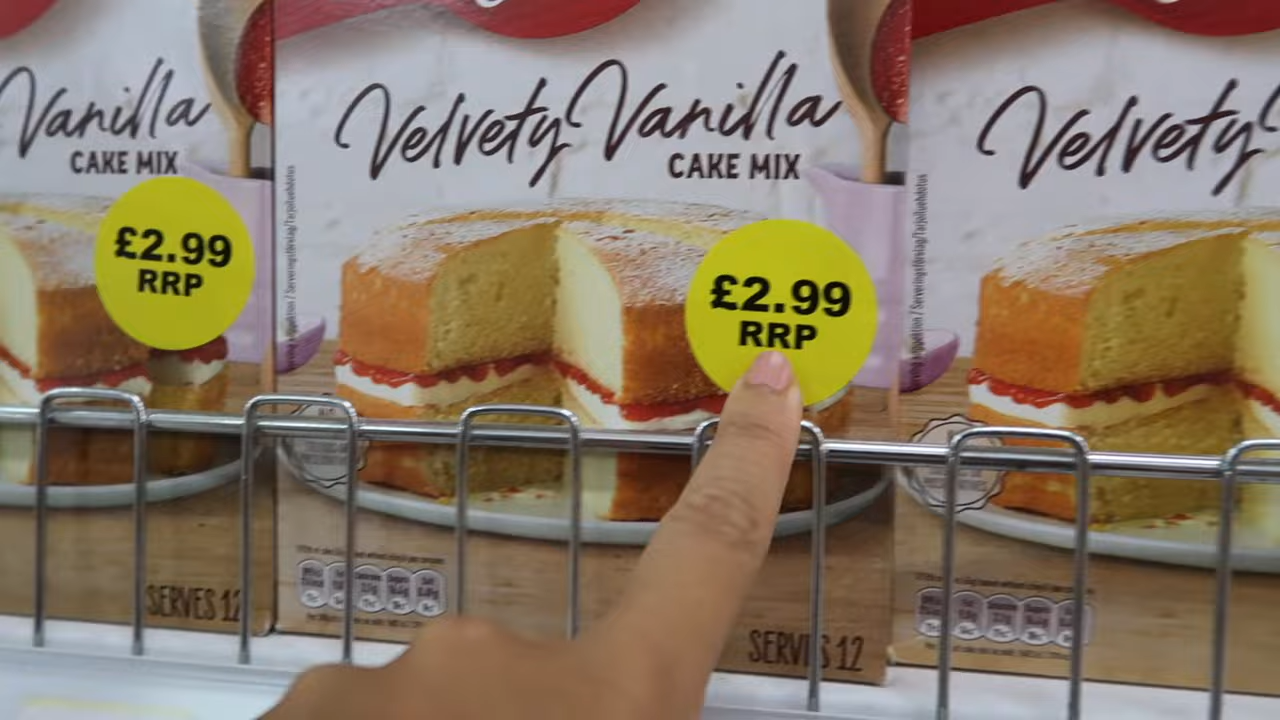 Vanilla
CAKE MIX
£2.99
RRP
SERVES 12
Velvety Vanilla
CAKE MIX
£2.99
RRP
SERVES 12
Velvety